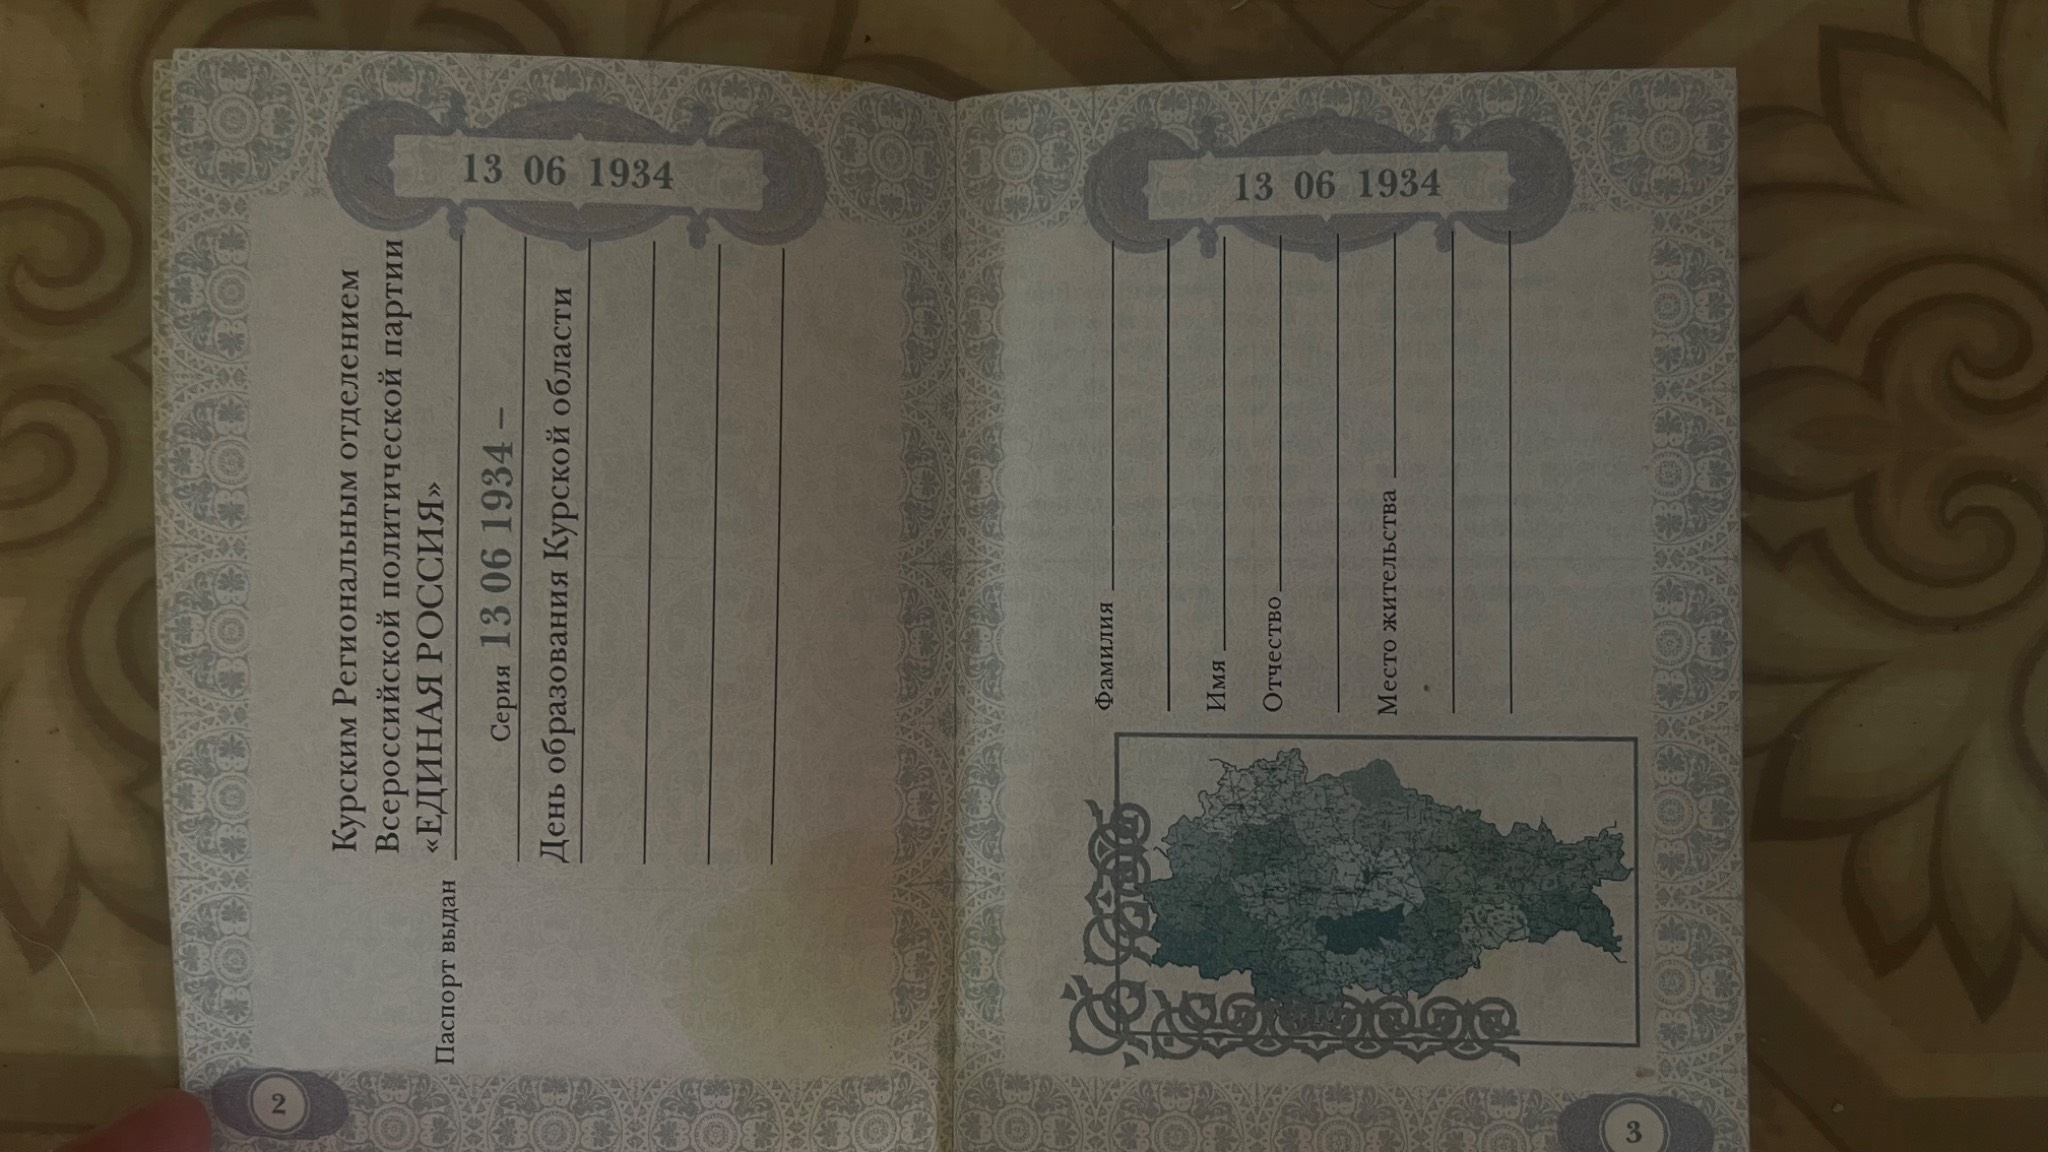 13 06 1934
Курским Региональным отделением
Всероссийской политической партии
Паспорт выдан «ЕДИНАЯ РОССИЯ»
Серия 13 06 1934 –
День образования Курской области
2
13 06 1934
Фамилия
Имя
Отчество
Место жительства
3